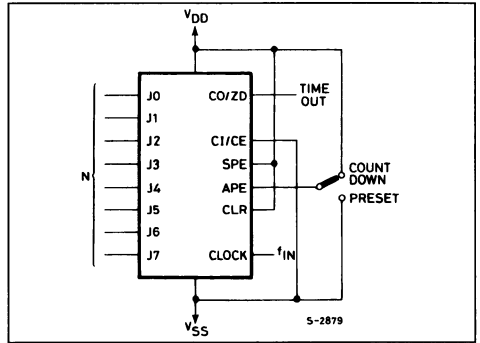 VDD
J0
J1
J2
J3
J4
J5
J6
J7
N
CO/ZD
CI/CE
SPE
APE
CLR
CLOCK
TIME
OUT
COUNT
DOWN
PRESET
fIN
VSS
S-2879